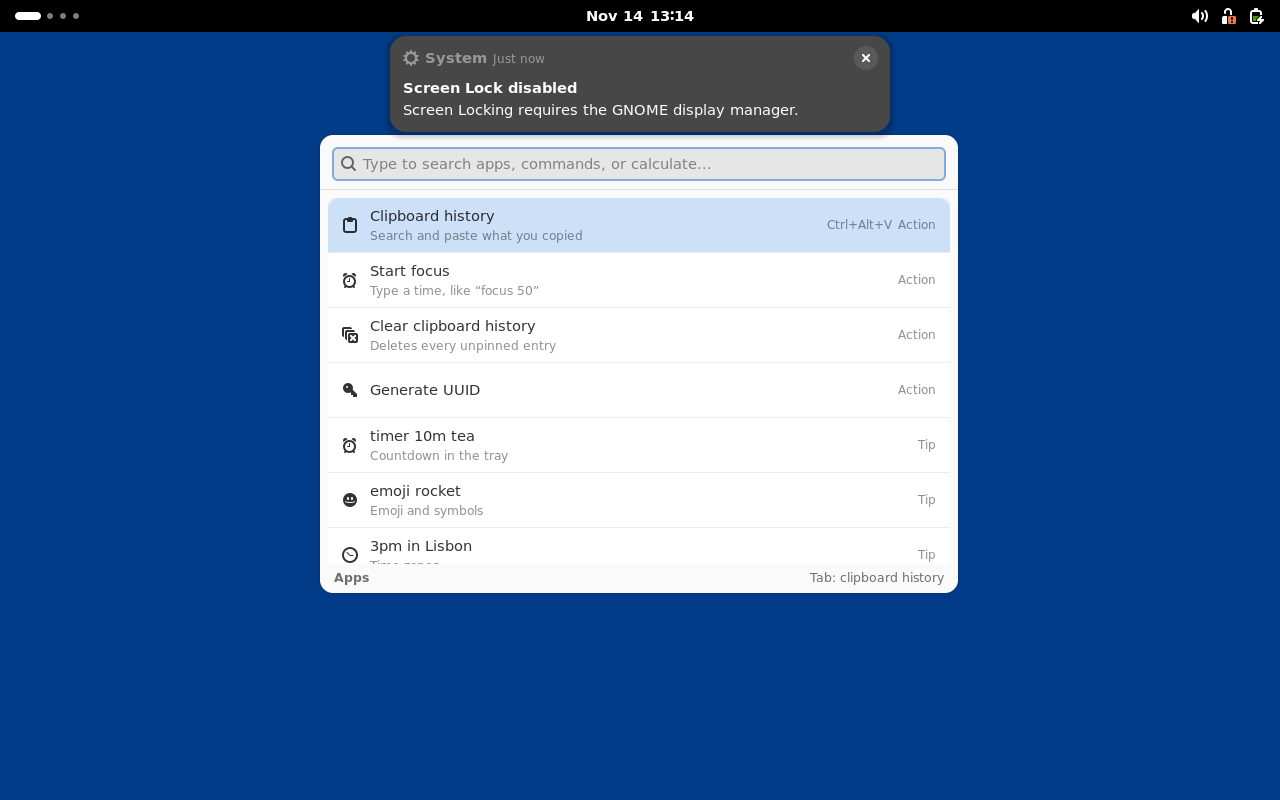 Nov 14 13:14
System Just now
Screen Lock disabled
Screen Locking requires the GNOME display manager.
Type to search apps, commands, or calculate…
Clipboard history
Search and paste what you copied
Ctrl+Alt+V Action
Start focus
Type a time, like “focus 50”
Action
Clear clipboard history
Deletes every unpinned entry
Action
Generate UUID
Action
timer 10m tea
Countdown in the tray
Tip
emoji rocket
Emoji and symbols
Tip
3pm in Lisbon
Time zones
Tip
Apps
Tab: clipboard history